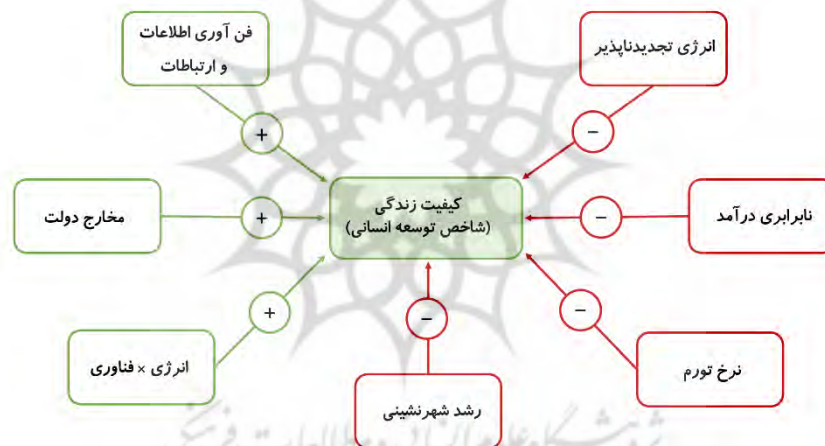 فن آوری اطلاعات
و ارتباطات
انرژی تجدیدناپذیر
+
−
کیفیت زندگی
(شاخص توسعه انسانی)
مخارج دولت
+
−
نابرابری درآمد
+
−
−
انرژی × فناوری
رشد شهرنشینی
نرخ تورم